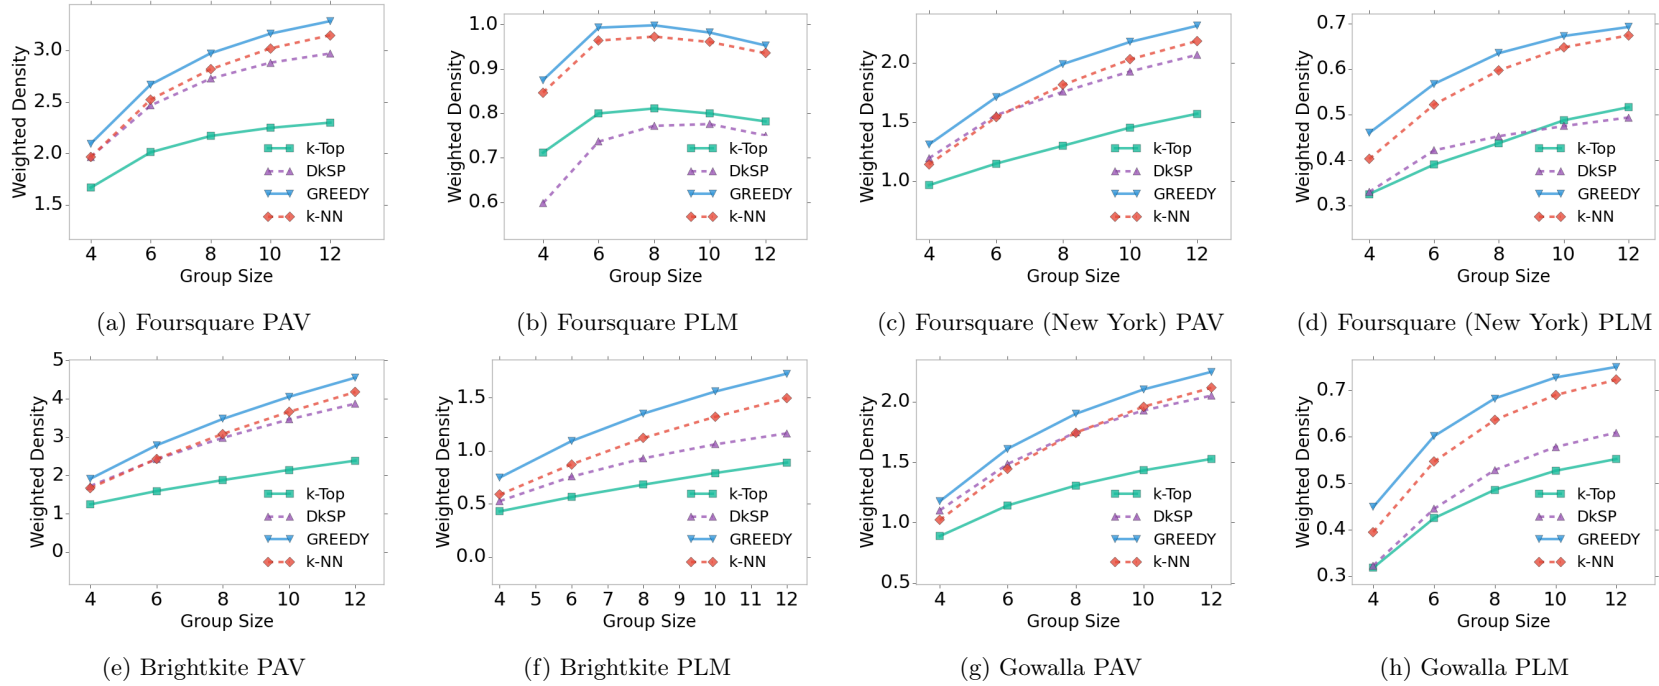 Weighted Density
3.0
2.5
2.0
1.5
k-Top
DkSP
GREEDY
k-NN
4 6 8 10 12
Group Size
(a) Foursquare PAV
Weighted Density
1.0
0.9
0.8
0.7
0.6
k-Top
DkSP
GREEDY
k-NN
4 6 8 10 12
Group Size
(b) Foursquare PLM
Weighted Density
2.0
1.5
1.0
k-Top
DkSP
GREEDY
k-NN
4 6 8 10 12
Group Size
(c) Foursquare (New York) PAV
Weighted Density
0.7
0.6
0.5
0.4
0.3
k-Top
DkSP
GREEDY
k-NN
4 6 8 10 12
Group Size
(d) Foursquare (New York) PLM
Weighted Density
5
4
3
2
1
0
k-Top
DkSP
GREEDY
k-NN
4 6 8 10 12
Group Size
(e) Brightkite PAV
Weighted Density
1.5
1.0
0.5
0.0
k-Top
DkSP
GREEDY
k-NN
4 5 6 7 8 9 10 11 12
Group Size
(f) Brightkite PLM
Weighted Density
2.0
1.5
1.0
0.5
k-Top
DkSP
GREEDY
k-NN
4 6 8 10 12
Group Size
(g) Gowalla PAV
Weighted Density
0.7
0.6
0.5
0.4
0.3
k-Top
DkSP
GREEDY
k-NN
4 6 8 10 12
Group Size
(h) Gowalla PLM